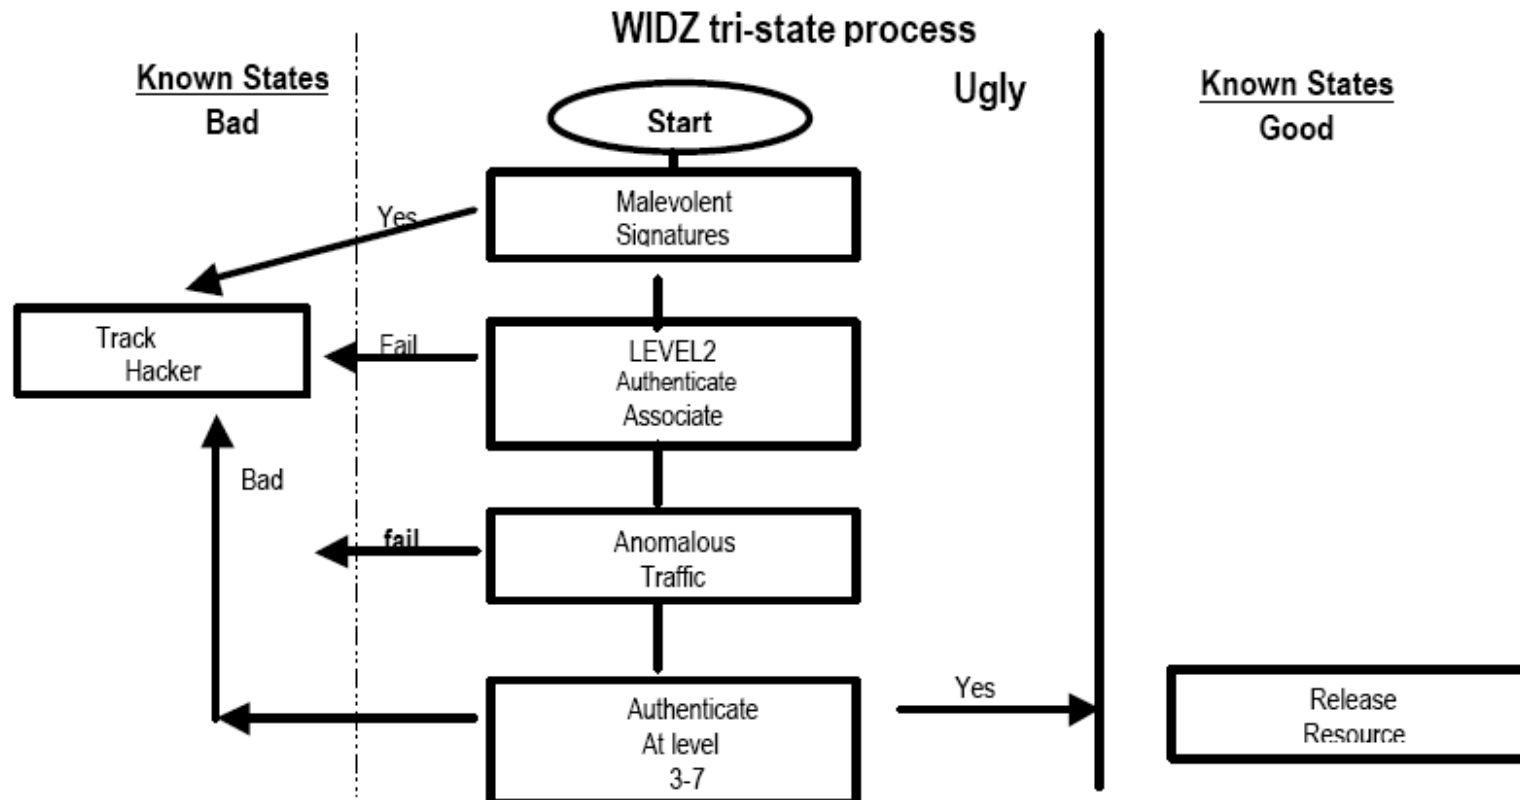 WIDZ tri-state process
Known States
Bad
Ugly
Known States
Good
Start
Malevolent
Signatures
Yes
Track
Hacker
Fail
LEVEL2
Authenticate
Associate
Bad
fail
Anomalous
Traffic
Authenticate
At level
3-7
Yes
Release
Resource